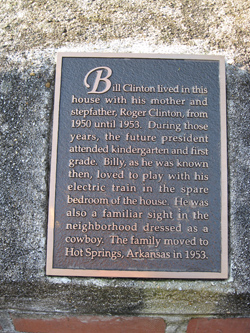 Bill Clinton lived in this
house with his mother and
stepfather, Roger Clinton, from
1950 until 1953. During those
years, the future president
attended kindergarten and first
grade. Billy, as he was known
then, loved to play with his
electric train in the spare
bedroom of the house. He was
also a familiar sight in the
neighborhood dressed as a
cowboy. The family moved to
Hot Springs, Arkansas in 1953.